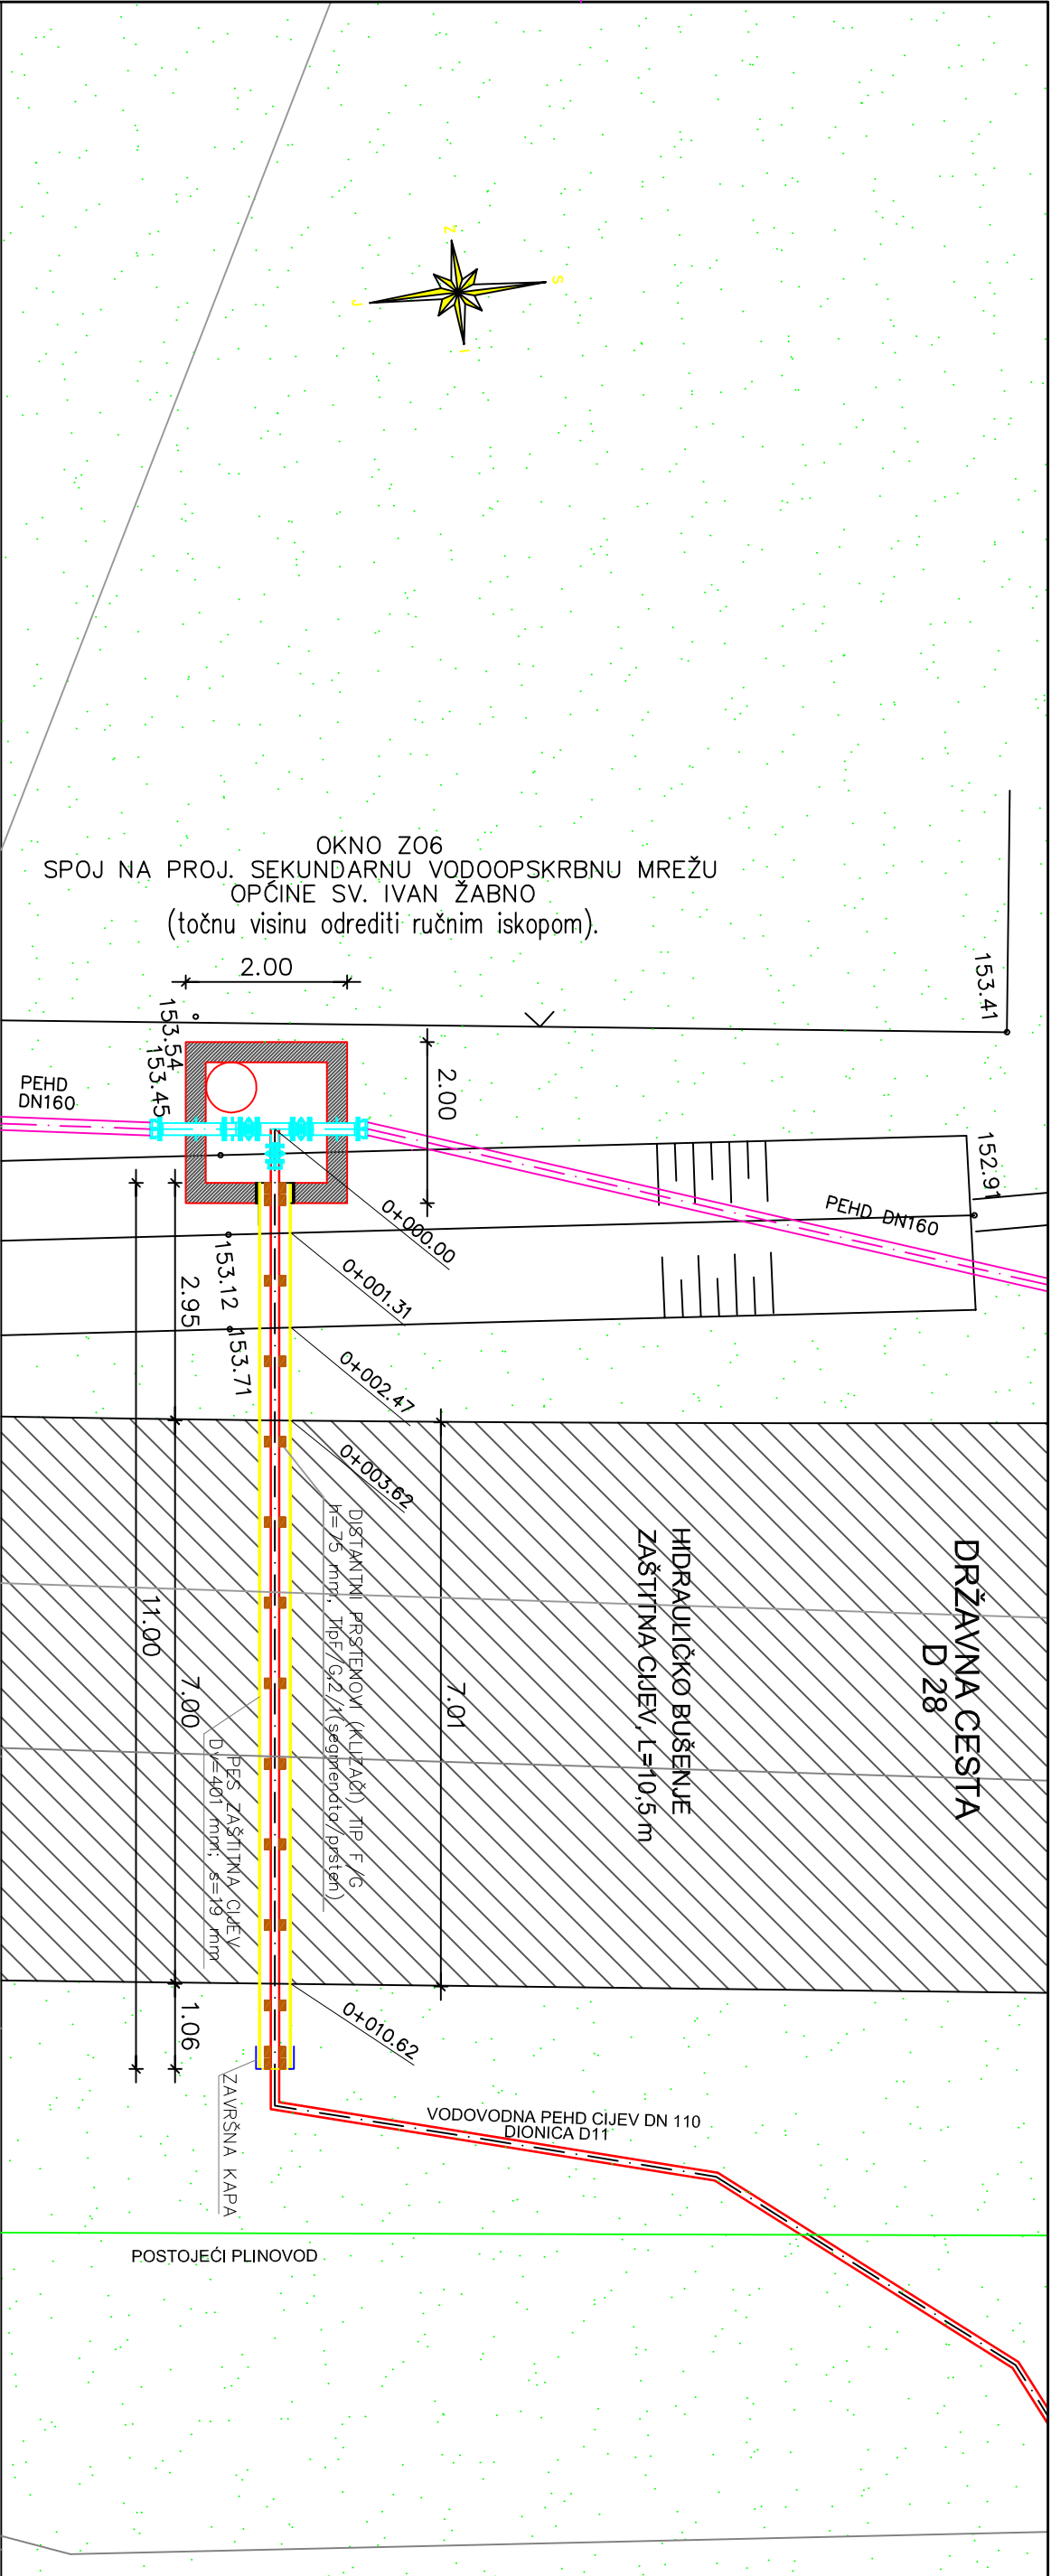 Z
S
J
I
OKNO ZO6
SPOJ NA PROJ. SEKUNDARNU VODOOPSKRBNU MREŽU
OPĆINE SV. IVAN ŽABNO
(točnu visinu odrediti ručnim iskopom).
2.00
153.41
153.54
153.45
2.00
PEHD
DN160
152.91
PEHD DN160
0+000.00
0+001.31
153.12
2.95
153.71
0+002.47
0+003.62
DISTANTNI PRSTENOVI (KLIZAČI) TIP F/G
h=75 mm, TipF/G,2/1(segmenata/prsten)
HIDRAULIČKO BUŠENJE
ZAŠTITNA CIJEV, L=10,5 m
DRŽAVNA CESTA
D 28
11.00
7.00
7.01
PES ZAŠTITNA CIJEV
Dv=401 mm; s=19 mm
1.06
0+010.62
ZAVRŠNA KAPA
VODOVODNA PEHD CIJEV DN 110
DIONICA D11
POSTOJEĆI PLINOVOD